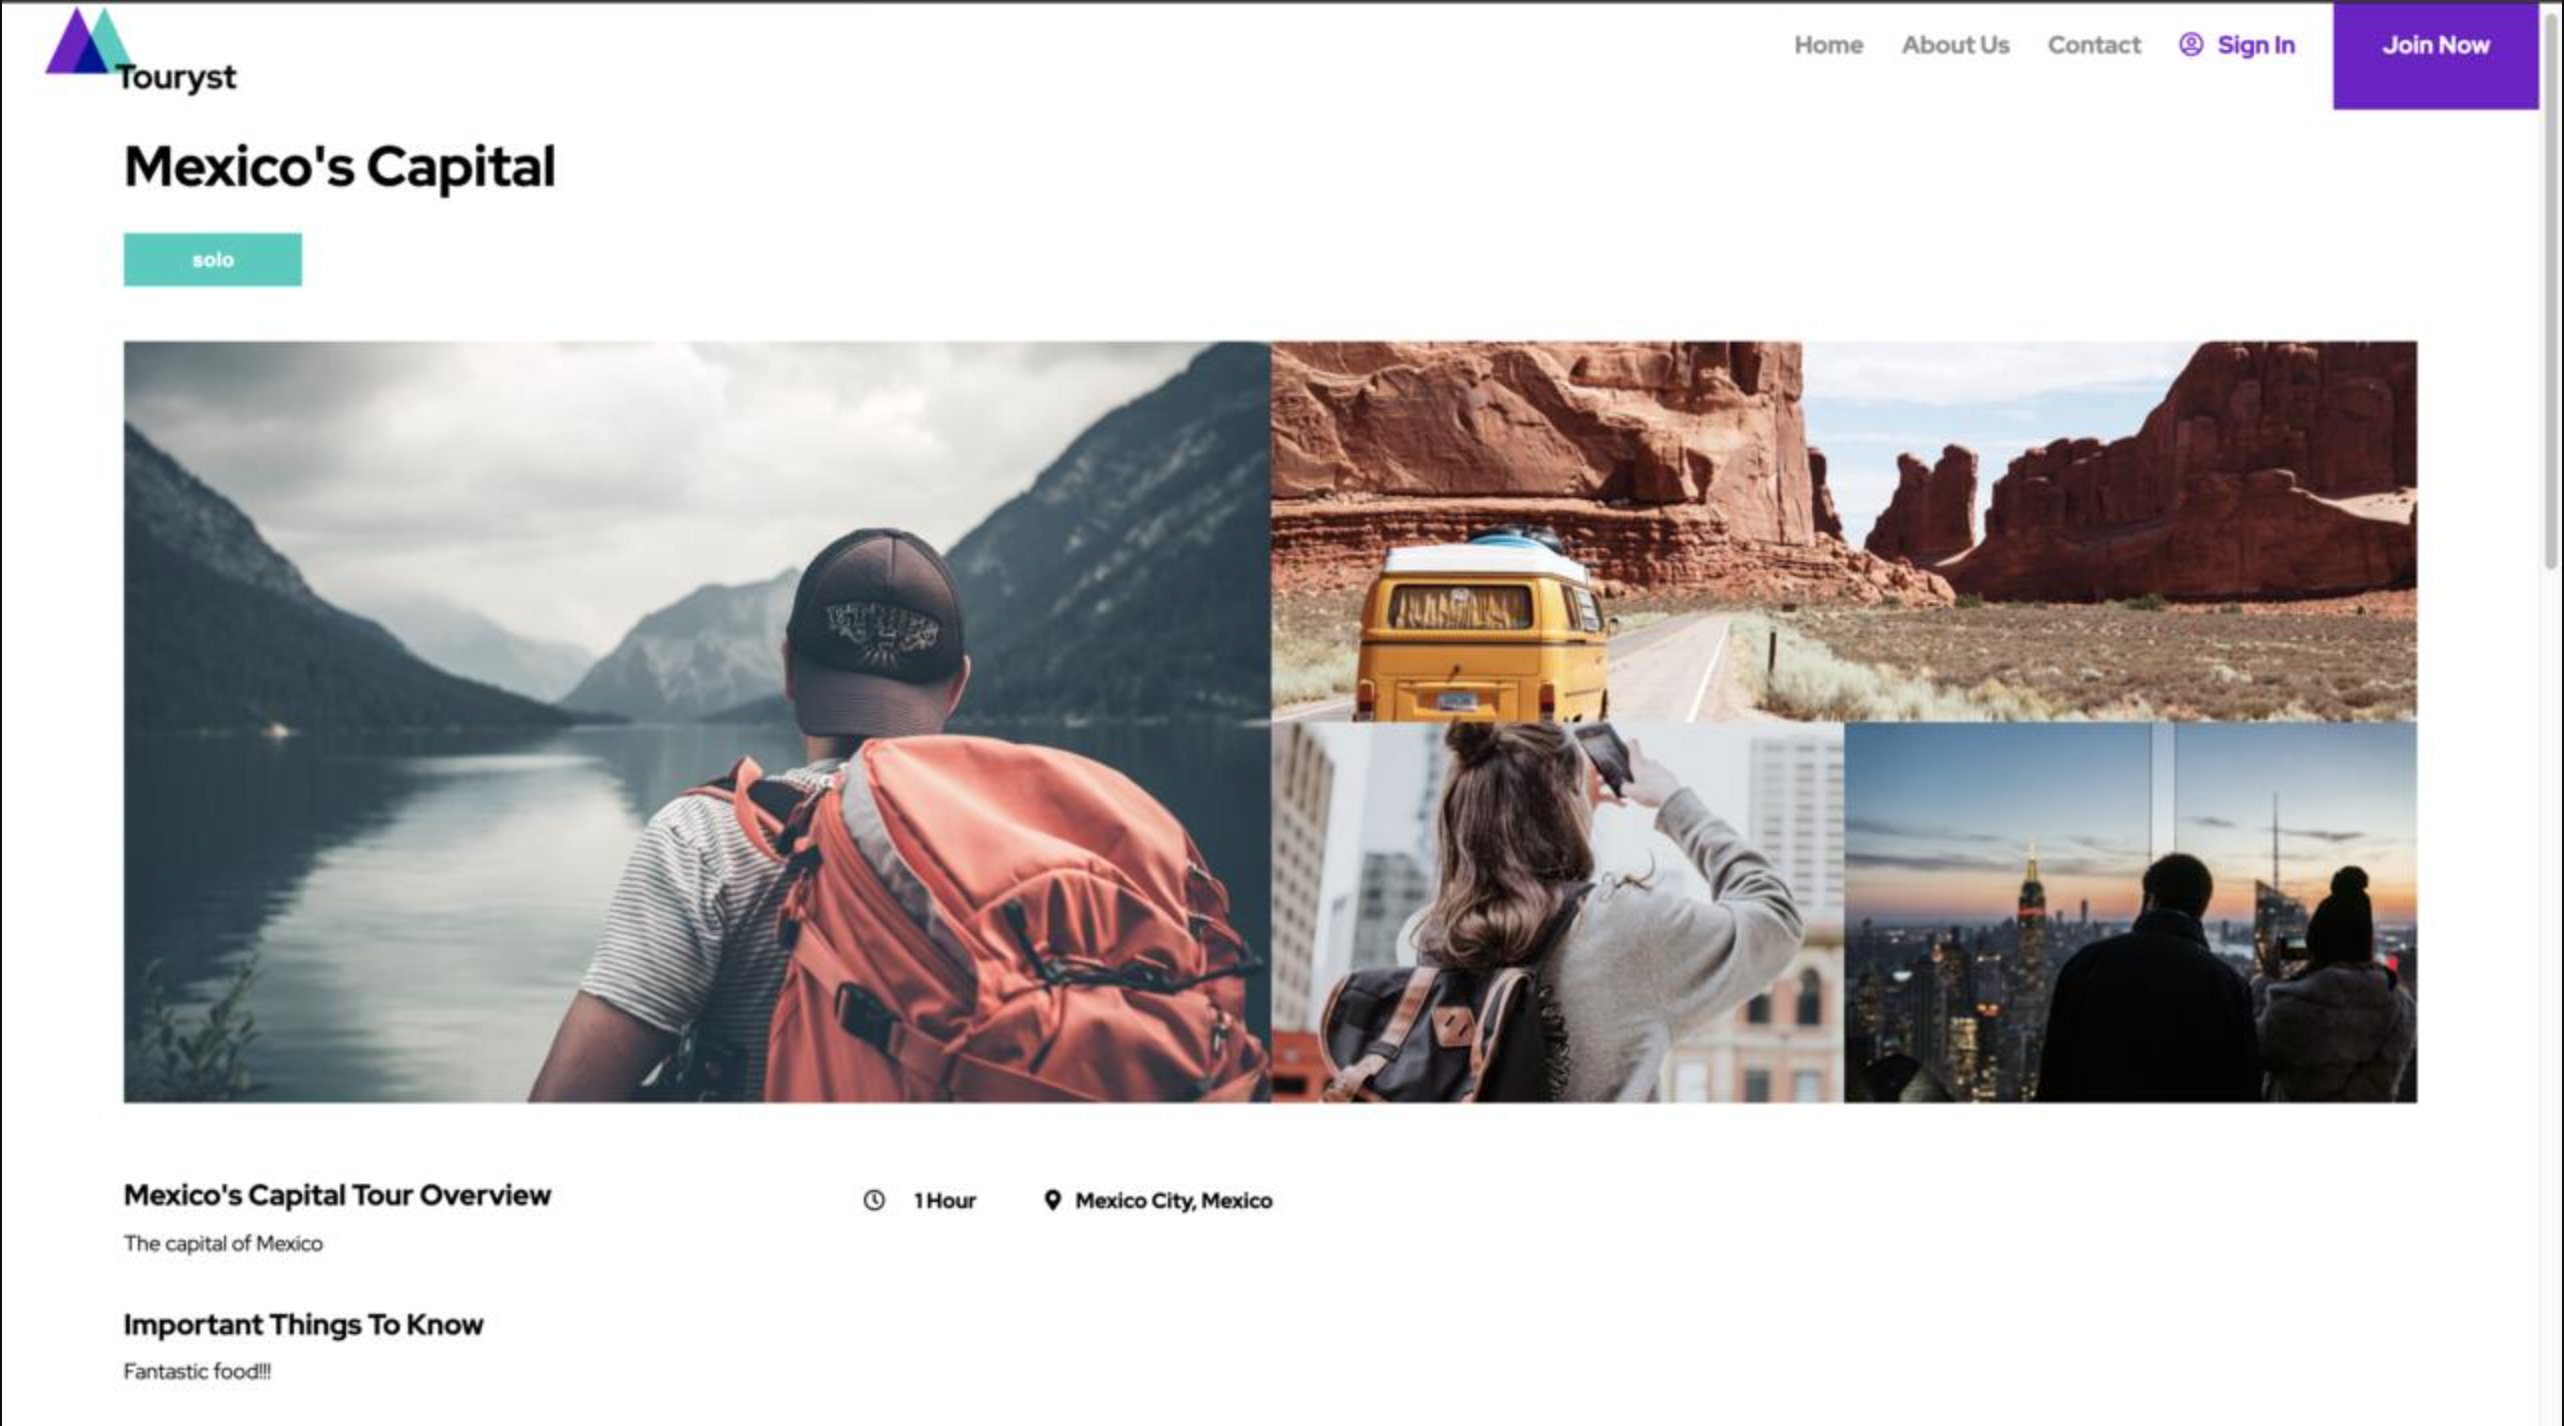 Touryst
Home About Us Contact Sign In Join Now
Mexico's Capital
solo
Mexico's Capital Tour Overview
1 Hour Mexico City, Mexico
The capital of Mexico
Important Things To Know
Fantastic food!!!